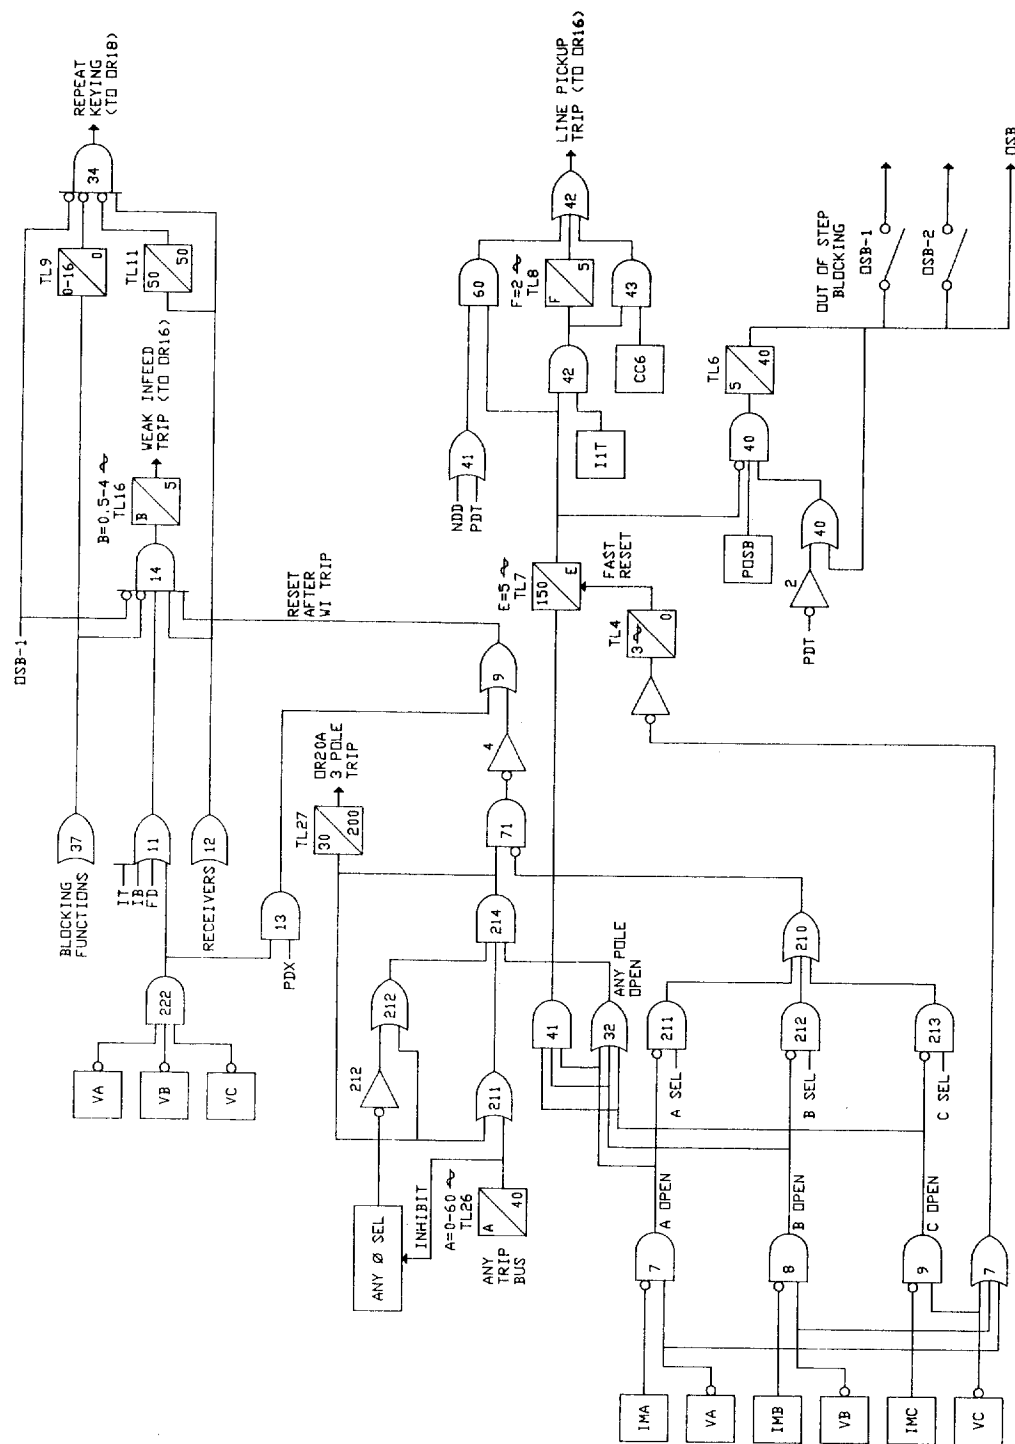 OSB-1
REPEAT
KEYING
(TO OR18)
34
TL9
0-16
0
TL11
50
50
WEAK INFEED
TRIP (TO OR16)
B=0.5-4 ~
TL16
B
5
14
RESET
AFTER
WI TRIP
BLOCKING
FUNCTIONS
37
IT
IB
FD
11
RECEIVERS
12
VA
VB
VC
222
PDX
13
9
4
OR20A
3 POLE
TRIP
TL27
30
200
71
214
212
212
211
ANY Ø SEL
INHIBIT
A=0-60 ~
TL26
A
40
ANY
TRIP
BUS
LINE PICKUP
TRIP (TO OR16)
42
60
F=2 ~
TL8
F
5
43
CC6
42
I1T
41
NDD
PDT
E=5 ~
TL7
150
E
FAST
RESET
TL4
3~
0
41
32
ANY POLE
OPEN
210
211
A SEL
212
B SEL
213
C SEL
A OPEN
7
B OPEN
8
C OPEN
9
7
IMA
VA
IMB
VB
IMC
VC
OUT OF STEP
BLOCKING
OSB-1
OSB-2
OSB
TL6
5
40
40
POSB
40
2
PDT